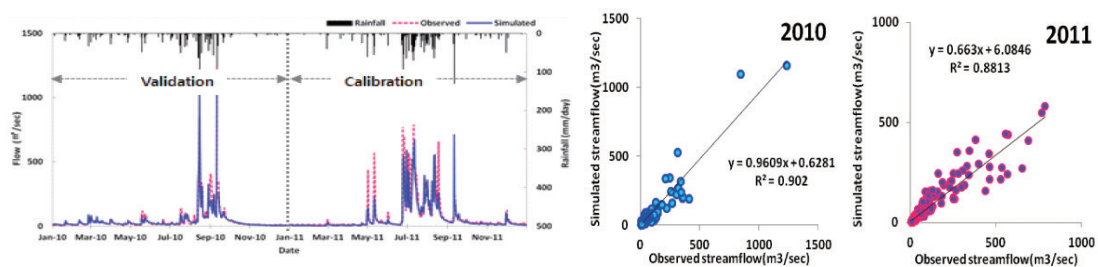 Rainfall Observed Simulated
1500
1000
500
0
Flow (m³/sec)
0
100
200
300
400
500
Rainfall (mm/day)
Validation
Calibration
Jan-10 Mar-10 May-10 Jul-10 Sep-10 Nov-10 Jan-11 Mar-11 May-11 Jul-11 Sep-11 Nov-11
Date
2010
Simulated streamflow(m3/sec)
1500
1000
500
0
y = 0.9609x + 0.6281
R² = 0.902
0 500 1000 1500
Observed streamflow(m3/sec)
2011
Simulated streamflow(m3/sec)
1000
500
0
y = 0.663x + 6.0846
R² = 0.8813
0 500 1000
Observed streamflow(m3/sec)